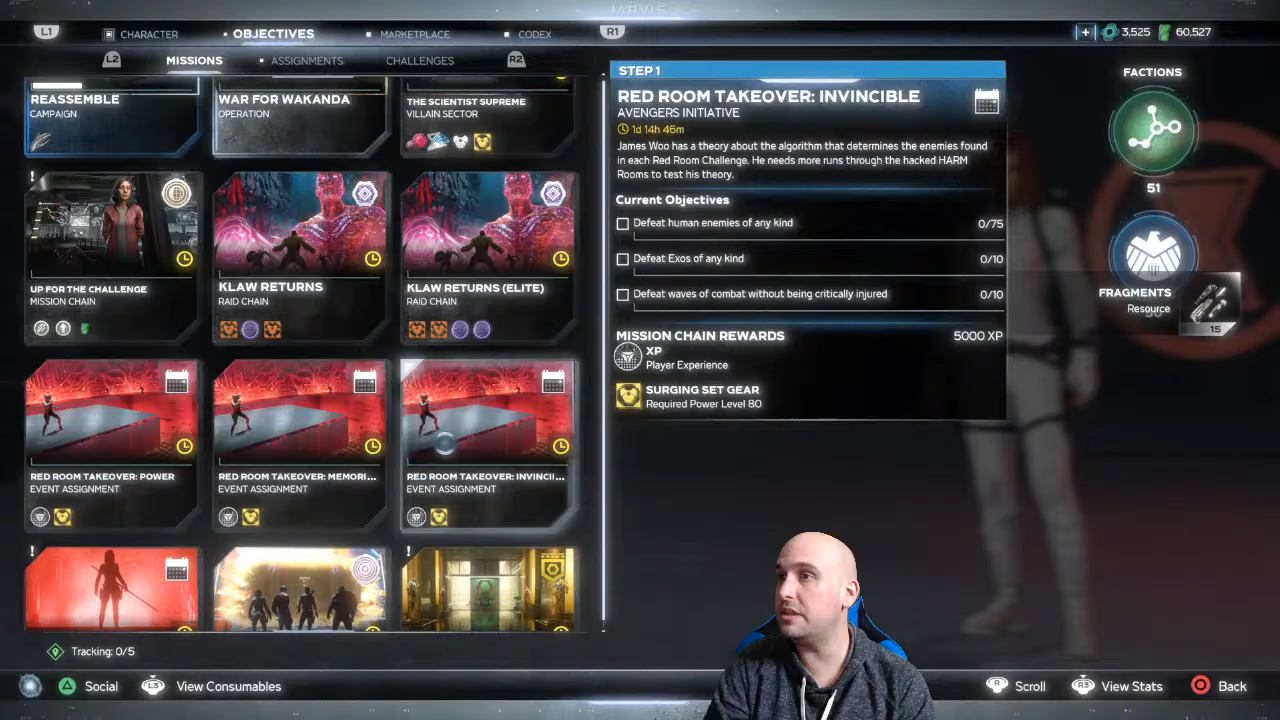 JARVIS
L1
CHARACTER
OBJECTIVES
MARKETPLACE
CODEX
R1
3,525
60,527
L2
MISSIONS
ASSIGNMENTS
CHALLENGES
R2
REASSEMBLE
CAMPAIGN
WAR FOR WAKANDA
OPERATION
THE SCIENTIST SUPREME
VILLAIN SECTOR
UP FOR THE CHALLENGE
MISSION CHAIN
KLAW RETURNS
RAID CHAIN
KLAW RETURNS (ELITE)
RAID CHAIN
RED ROOM TAKEOVER: POWER
EVENT ASSIGNMENT
RED ROOM TAKEOVER: MEMORI...
EVENT ASSIGNMENT
RED ROOM TAKEOVER: INVINCI...
EVENT ASSIGNMENT
STEP 1
RED ROOM TAKEOVER: INVINCIBLE
AVENGERS INITIATIVE
1d 14h 46m
James Woo has a theory about the algorithm that determines the enemies found
in each Red Room Challenge. He needs more runs through the hacked HARM
Rooms to test his theory.
Current Objectives
Defeat human enemies of any kind 0/75
Defeat Exos of any kind 0/10
Defeat waves of combat without being critically injured 0/10
MISSION CHAIN REWARDS 5000 XP
XP
Player Experience
SURGING SET GEAR
Required Power Level 80
FACTIONS
51
FRAGMENTS
Resource
15
Tracking: 0/5
Social
L3
View Consumables
R
Scroll
R3
View Stats
Back